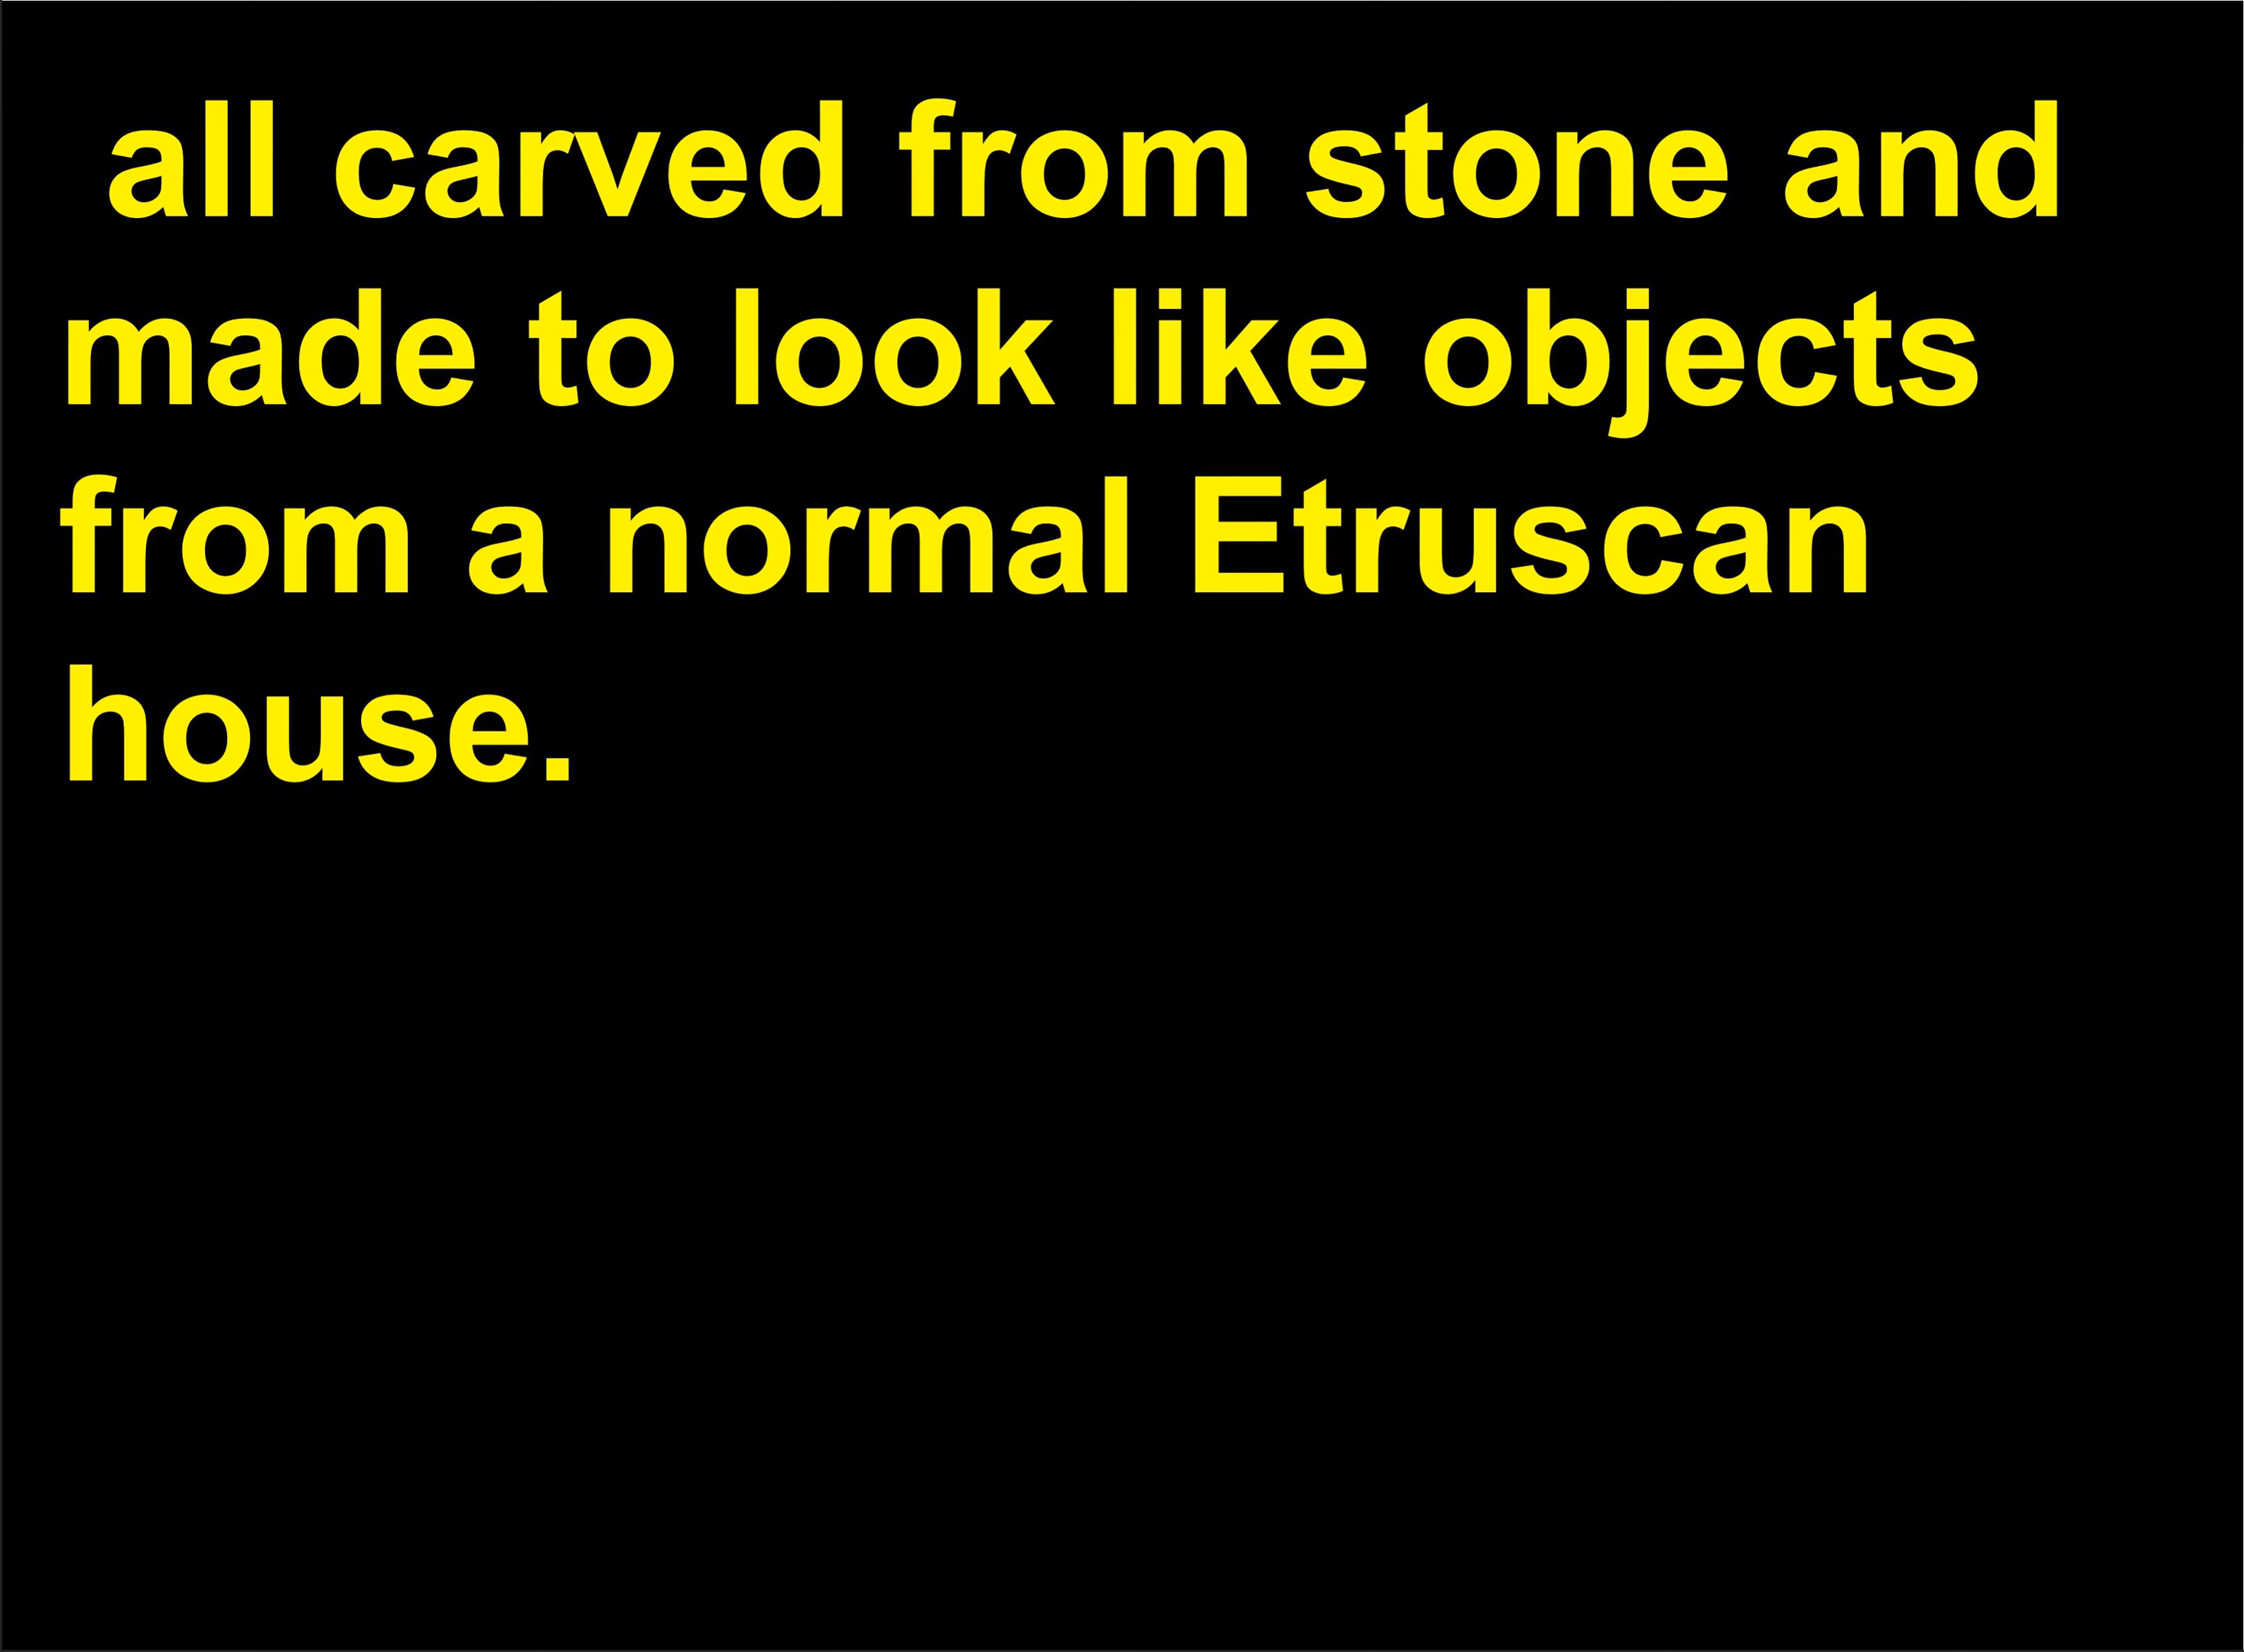 all carved from stone and
made to look like objects
from a normal Etruscan
house.